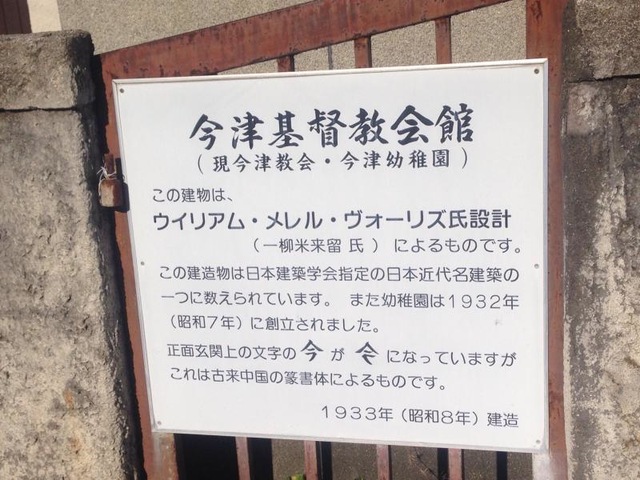 今津基督教会館
(現今津教会・今津幼稚園)
この建物は、
ウイリアム・メレル・ヴォーリズ氏設計
(一柳米来留 氏 ) によるものです。
この建造物は日本建築学会指定の日本近代名建築の
一つに数えられています。 また幼稚園は1932年
(昭和7年)に創立されました。
正面玄関上の文字の 今 が になっていますが
これは古来中国の篆書体によるものです。
1933年(昭和8年)建造